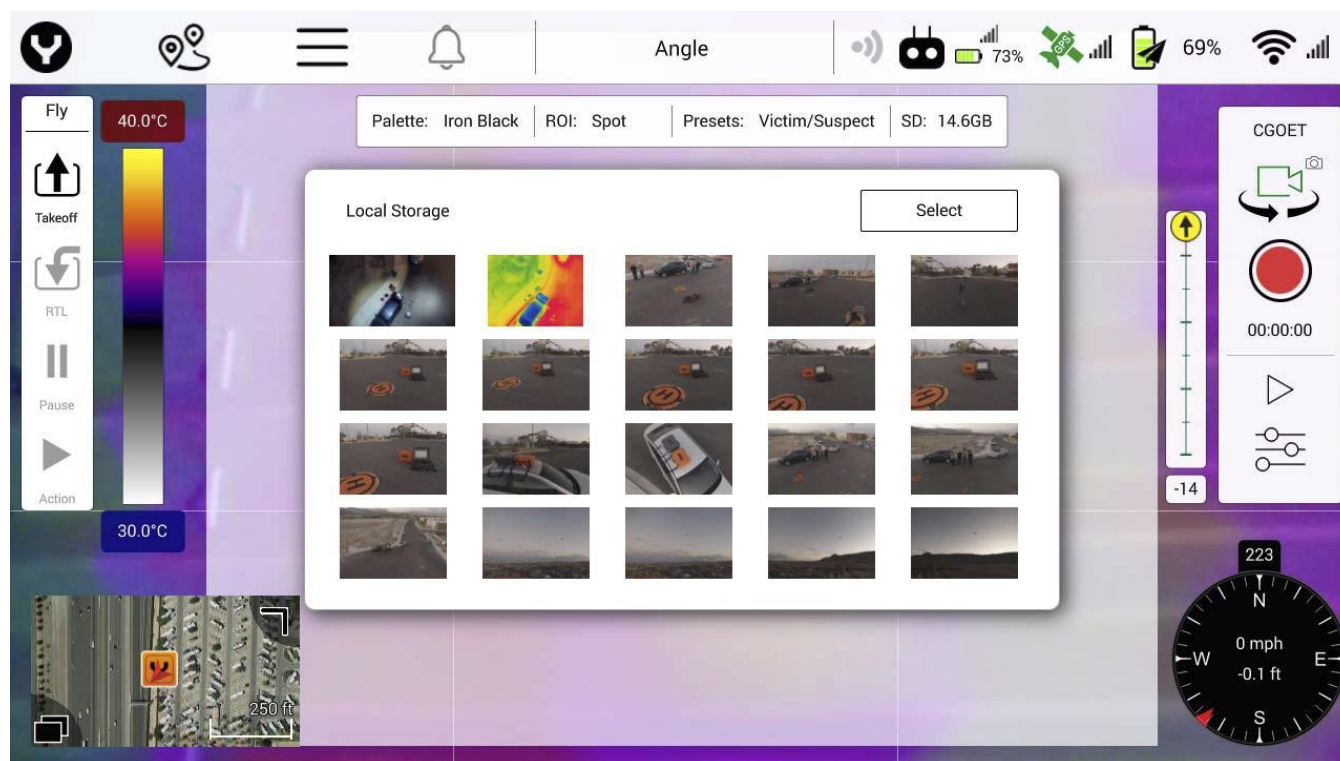 Angle
73%
GPS
69%
Fly
Takeoff
RTL
Pause
Action
40.0°C
30.0°C
Palette: Iron Black ROI: Spot Presets: Victim/Suspect SD: 14.6GB
Local Storage
Select
H
H
H
H
H
H
CGOET
00:00:00
-14
250 ft
223
N
W
E
S
0 mph
-0.1 ft